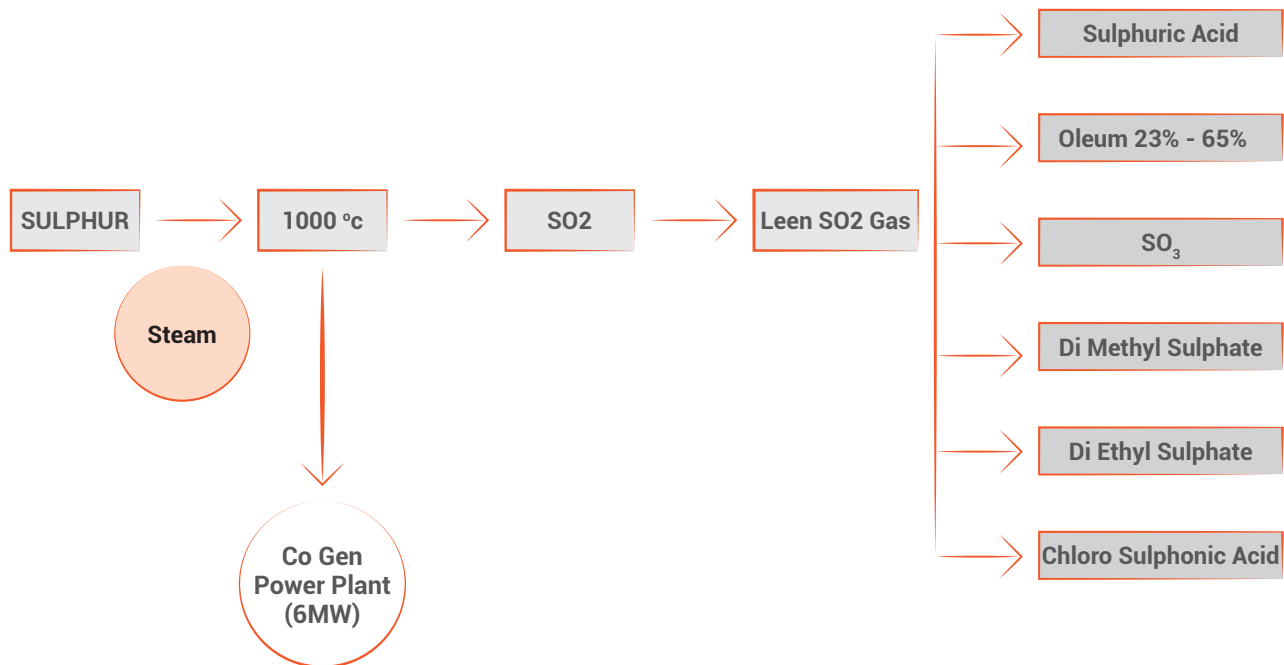 SULPHUR
1000 ºc
SO2
Leen SO2 Gas
Steam
Co Gen
Power Plant
(6MW)
Sulphuric Acid
Oleum 23% - 65%
SO₃
Di Methyl Sulphate
Di Ethyl Sulphate
Chloro Sulphonic Acid